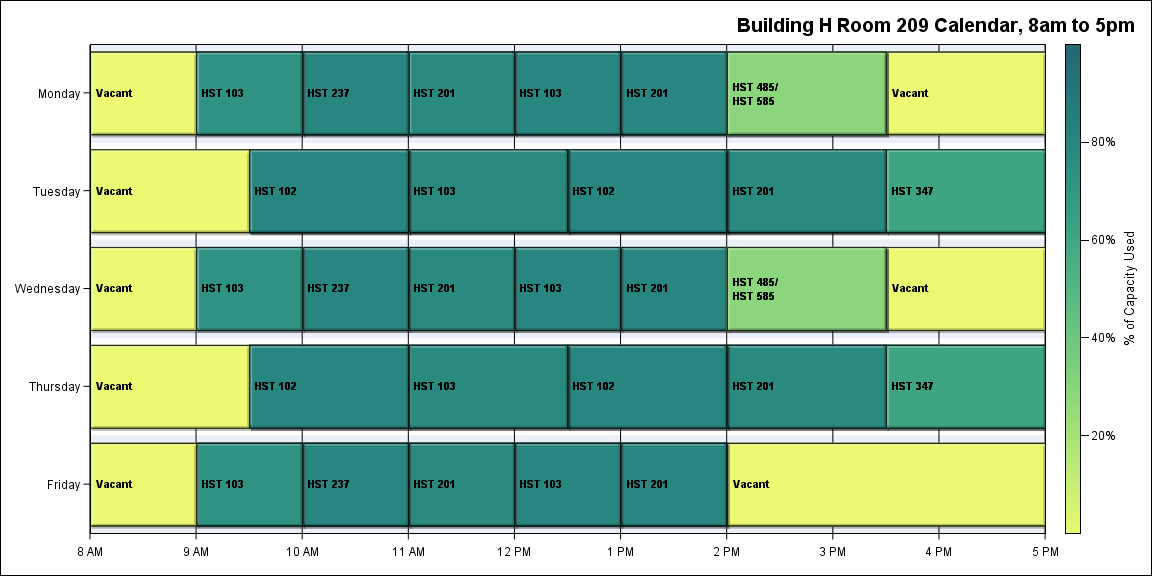 Building H Room 209 Calendar, 8am to 5pm
Monday
Vacant
HST 103
HST 237
HST 201
HST 103
HST 201
HST 485/
HST 585
Vacant
Tuesday
Vacant
HST 102
HST 103
HST 102
HST 201
HST 347
Wednesday
Vacant
HST 103
HST 237
HST 201
HST 103
HST 201
HST 485/
HST 585
Vacant
Thursday
Vacant
HST 102
HST 103
HST 102
HST 201
HST 347
Friday
Vacant
HST 103
HST 237
HST 201
HST 103
HST 201
Vacant
8 AM
9 AM
10 AM
11 AM
12 PM
1 PM
2 PM
3 PM
4 PM
5 PM
80%
60%
40%
20%
% of Capacity Used